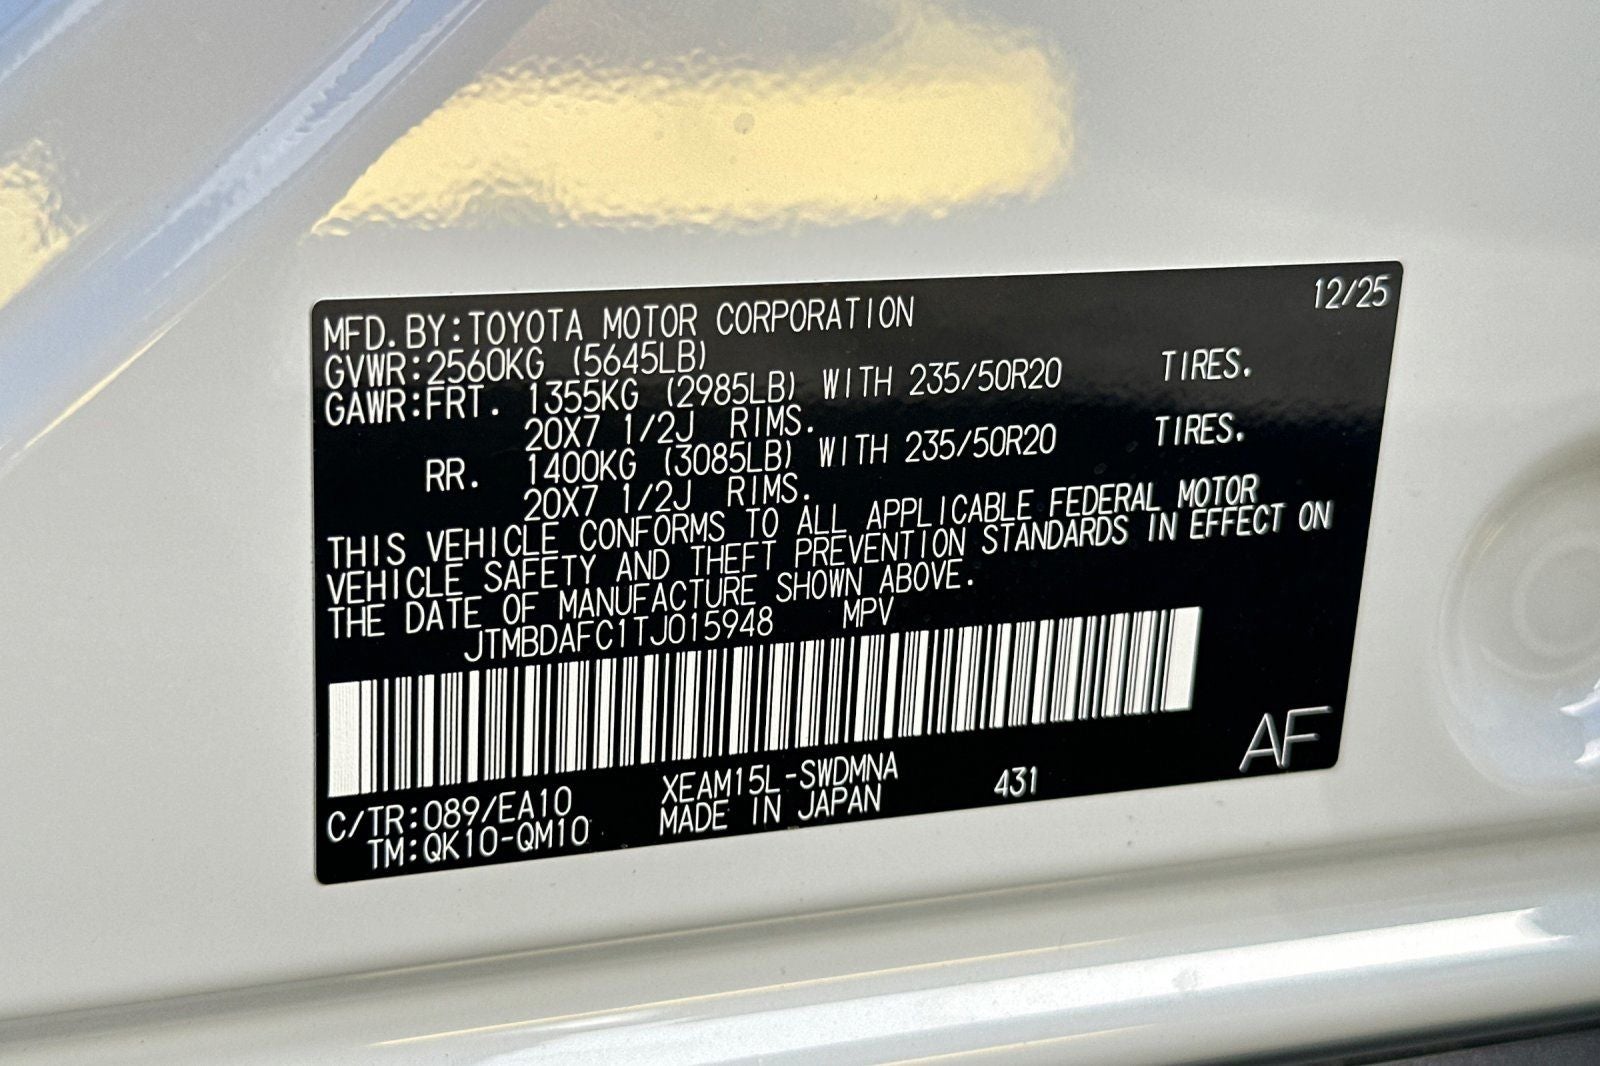 12/25
MFD. BY:TOYOTA MOTOR CORPORATION
GVWR:2560KG (5645LB)
GAWR:FRT. 1355KG (2985LB) WITH 235/50R20 TIRES.
20X7 1/2J RIMS.
RR. 1400KG (3085LB) WITH 235/50R20 TIRES.
20X7 1/2J RIMS.
THIS VEHICLE CONFORMS TO ALL APPLICABLE FEDERAL MOTOR
VEHICLE SAFETY AND THEFT PREVENTION STANDARDS IN EFFECT ON
THE DATE OF MANUFACTURE SHOWN ABOVE.
JTMBDAFC1TJ015948 MPV
AF
C/TR:089/EA10 XEAM15L-SWDMNA 431
TM:QK10-QM10 MADE IN JAPAN